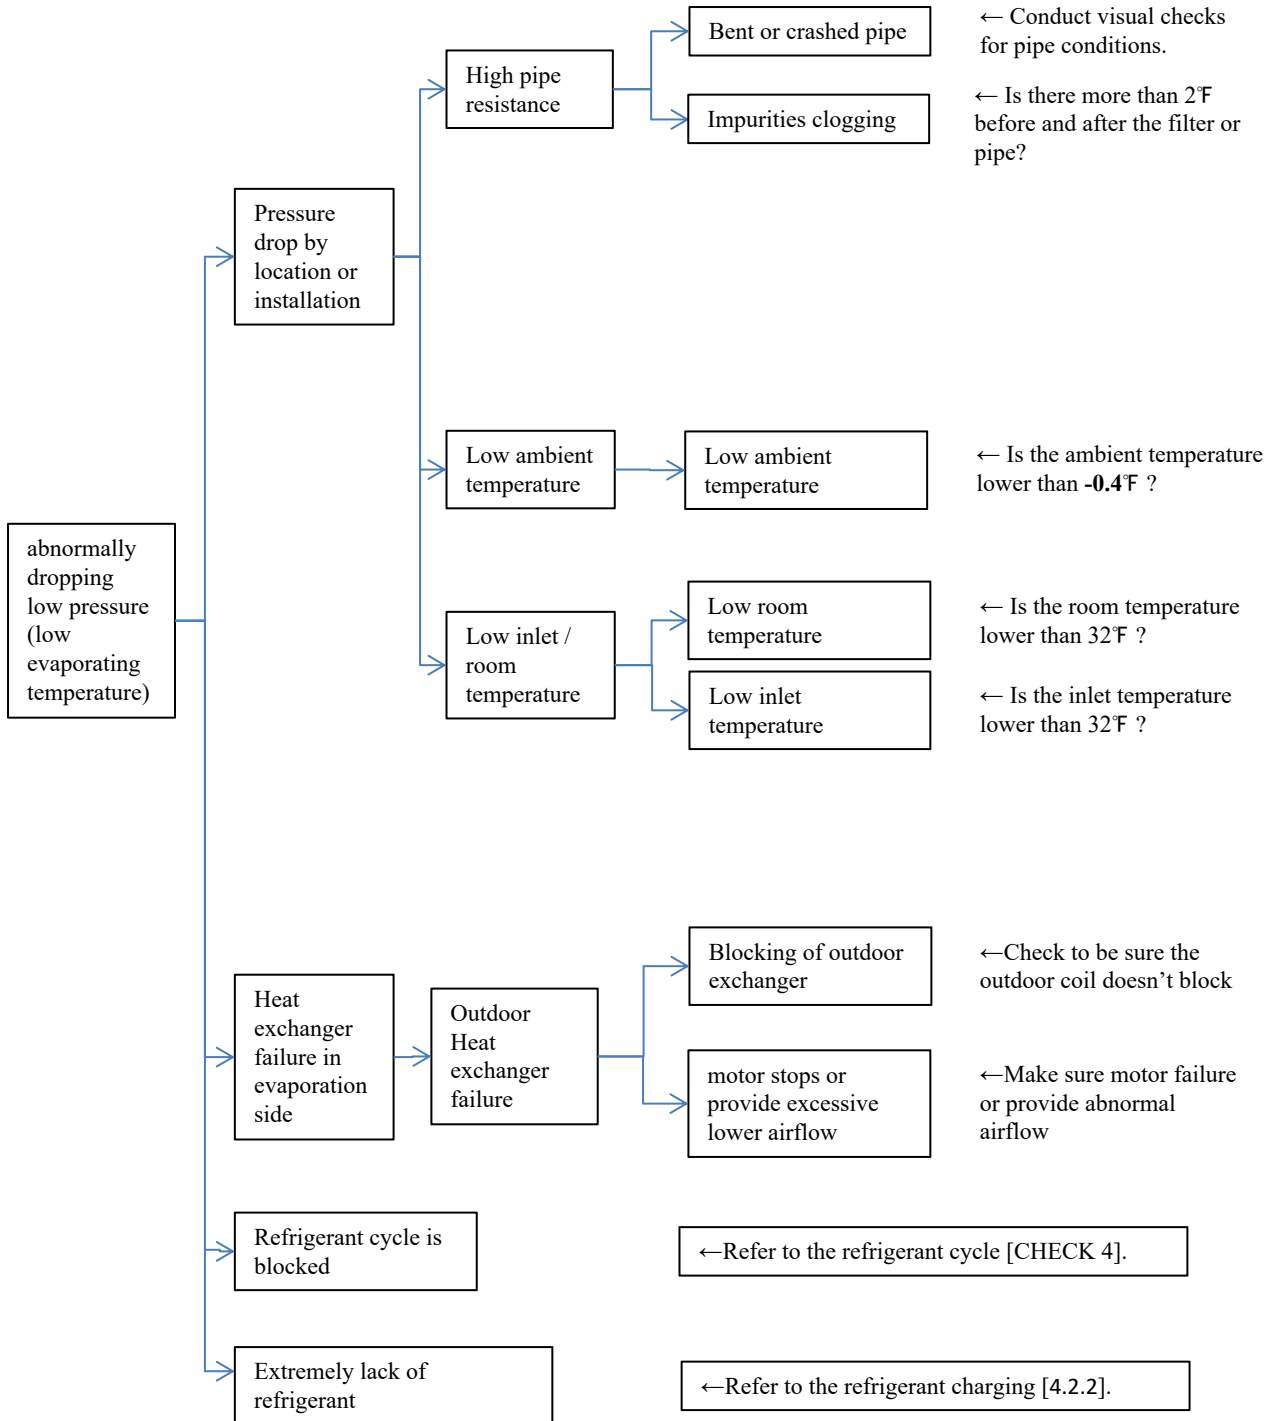 Bent or crashed pipe
← Conduct visual checks
for pipe conditions.
High pipe
resistance
Impurities clogging
← Is there more than 2℉
before and after the filter or
pipe?
Pressure
drop by
location or
installation
Low ambient
temperature
Low ambient
temperature
← Is the ambient temperature
lower than -0.4℉ ?
abnormally
dropping
low pressure
(low
evaporating
temperature)
Low inlet /
room
temperature
Low room
temperature
← Is the room temperature
lower than 32℉ ?
Low inlet
temperature
← Is the inlet temperature
lower than 32℉ ?
Heat
exchanger
failure in
evaporation
side
Outdoor
Heat
exchanger
failure
Blocking of outdoor
exchanger
←Check to be sure the
outdoor coil doesn’t block
motor stops or
provide excessive
lower airflow
←Make sure motor failure
or provide abnormal
airflow
Refrigerant cycle is
blocked
←Refer to the refrigerant cycle [CHECK 4].
Extremely lack of
refrigerant
←Refer to the refrigerant charging [4.2.2].